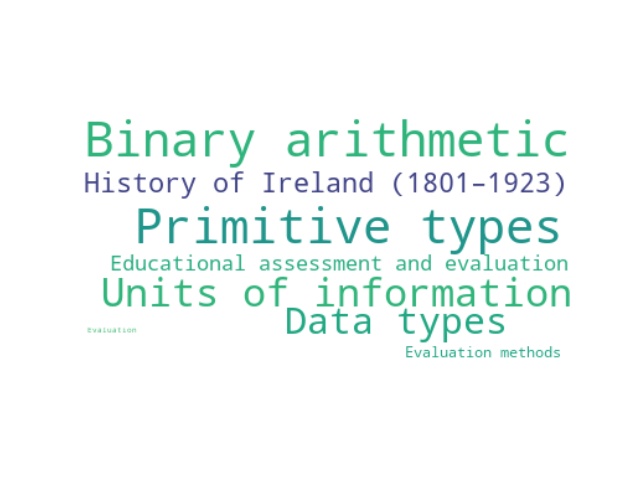 Binary arithmetic
History of Ireland (1801–1923)
Primitive types
Educational assessment and evaluation
Units of information
Data types
Evaluation
Evaluation methods